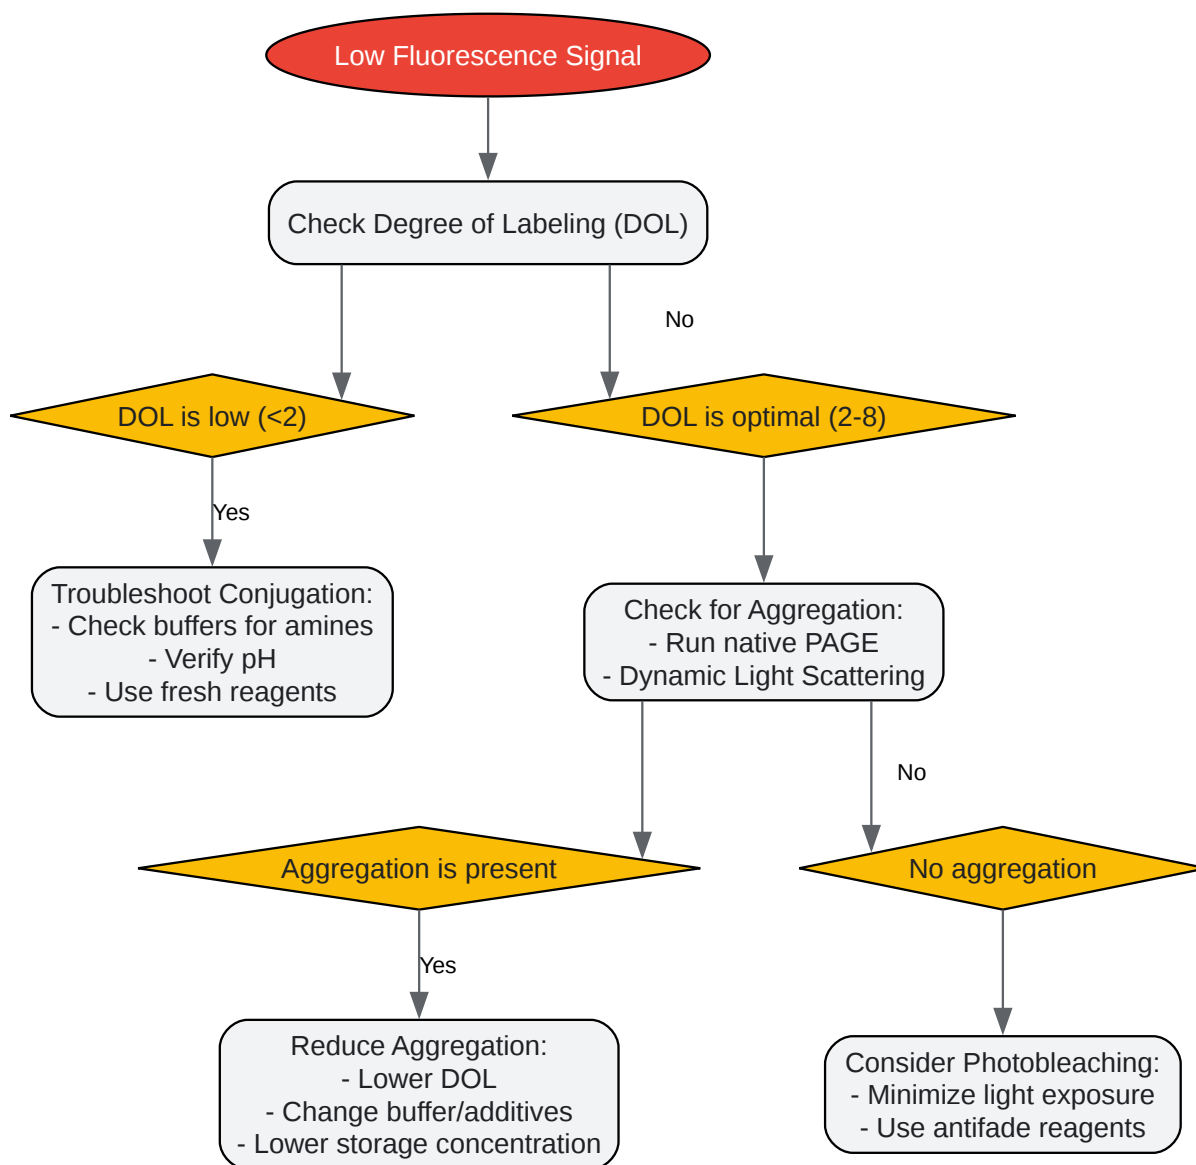 Low Fluorescence Signal
Check Degree of Labeling (DOL)
No
DOL is low (<2)
DOL is optimal (2-8)
Yes
Troubleshoot Conjugation:
- Check buffers for amines
- Verify pH
- Use fresh reagents
Check for Aggregation:
- Run native PAGE
- Dynamic Light Scattering
No
Aggregation is present
No aggregation
Yes
Reduce Aggregation:
- Lower DOL
- Change buffer/additives
- Lower storage concentration
Consider Photobleaching:
- Minimize light exposure
- Use antifade reagents